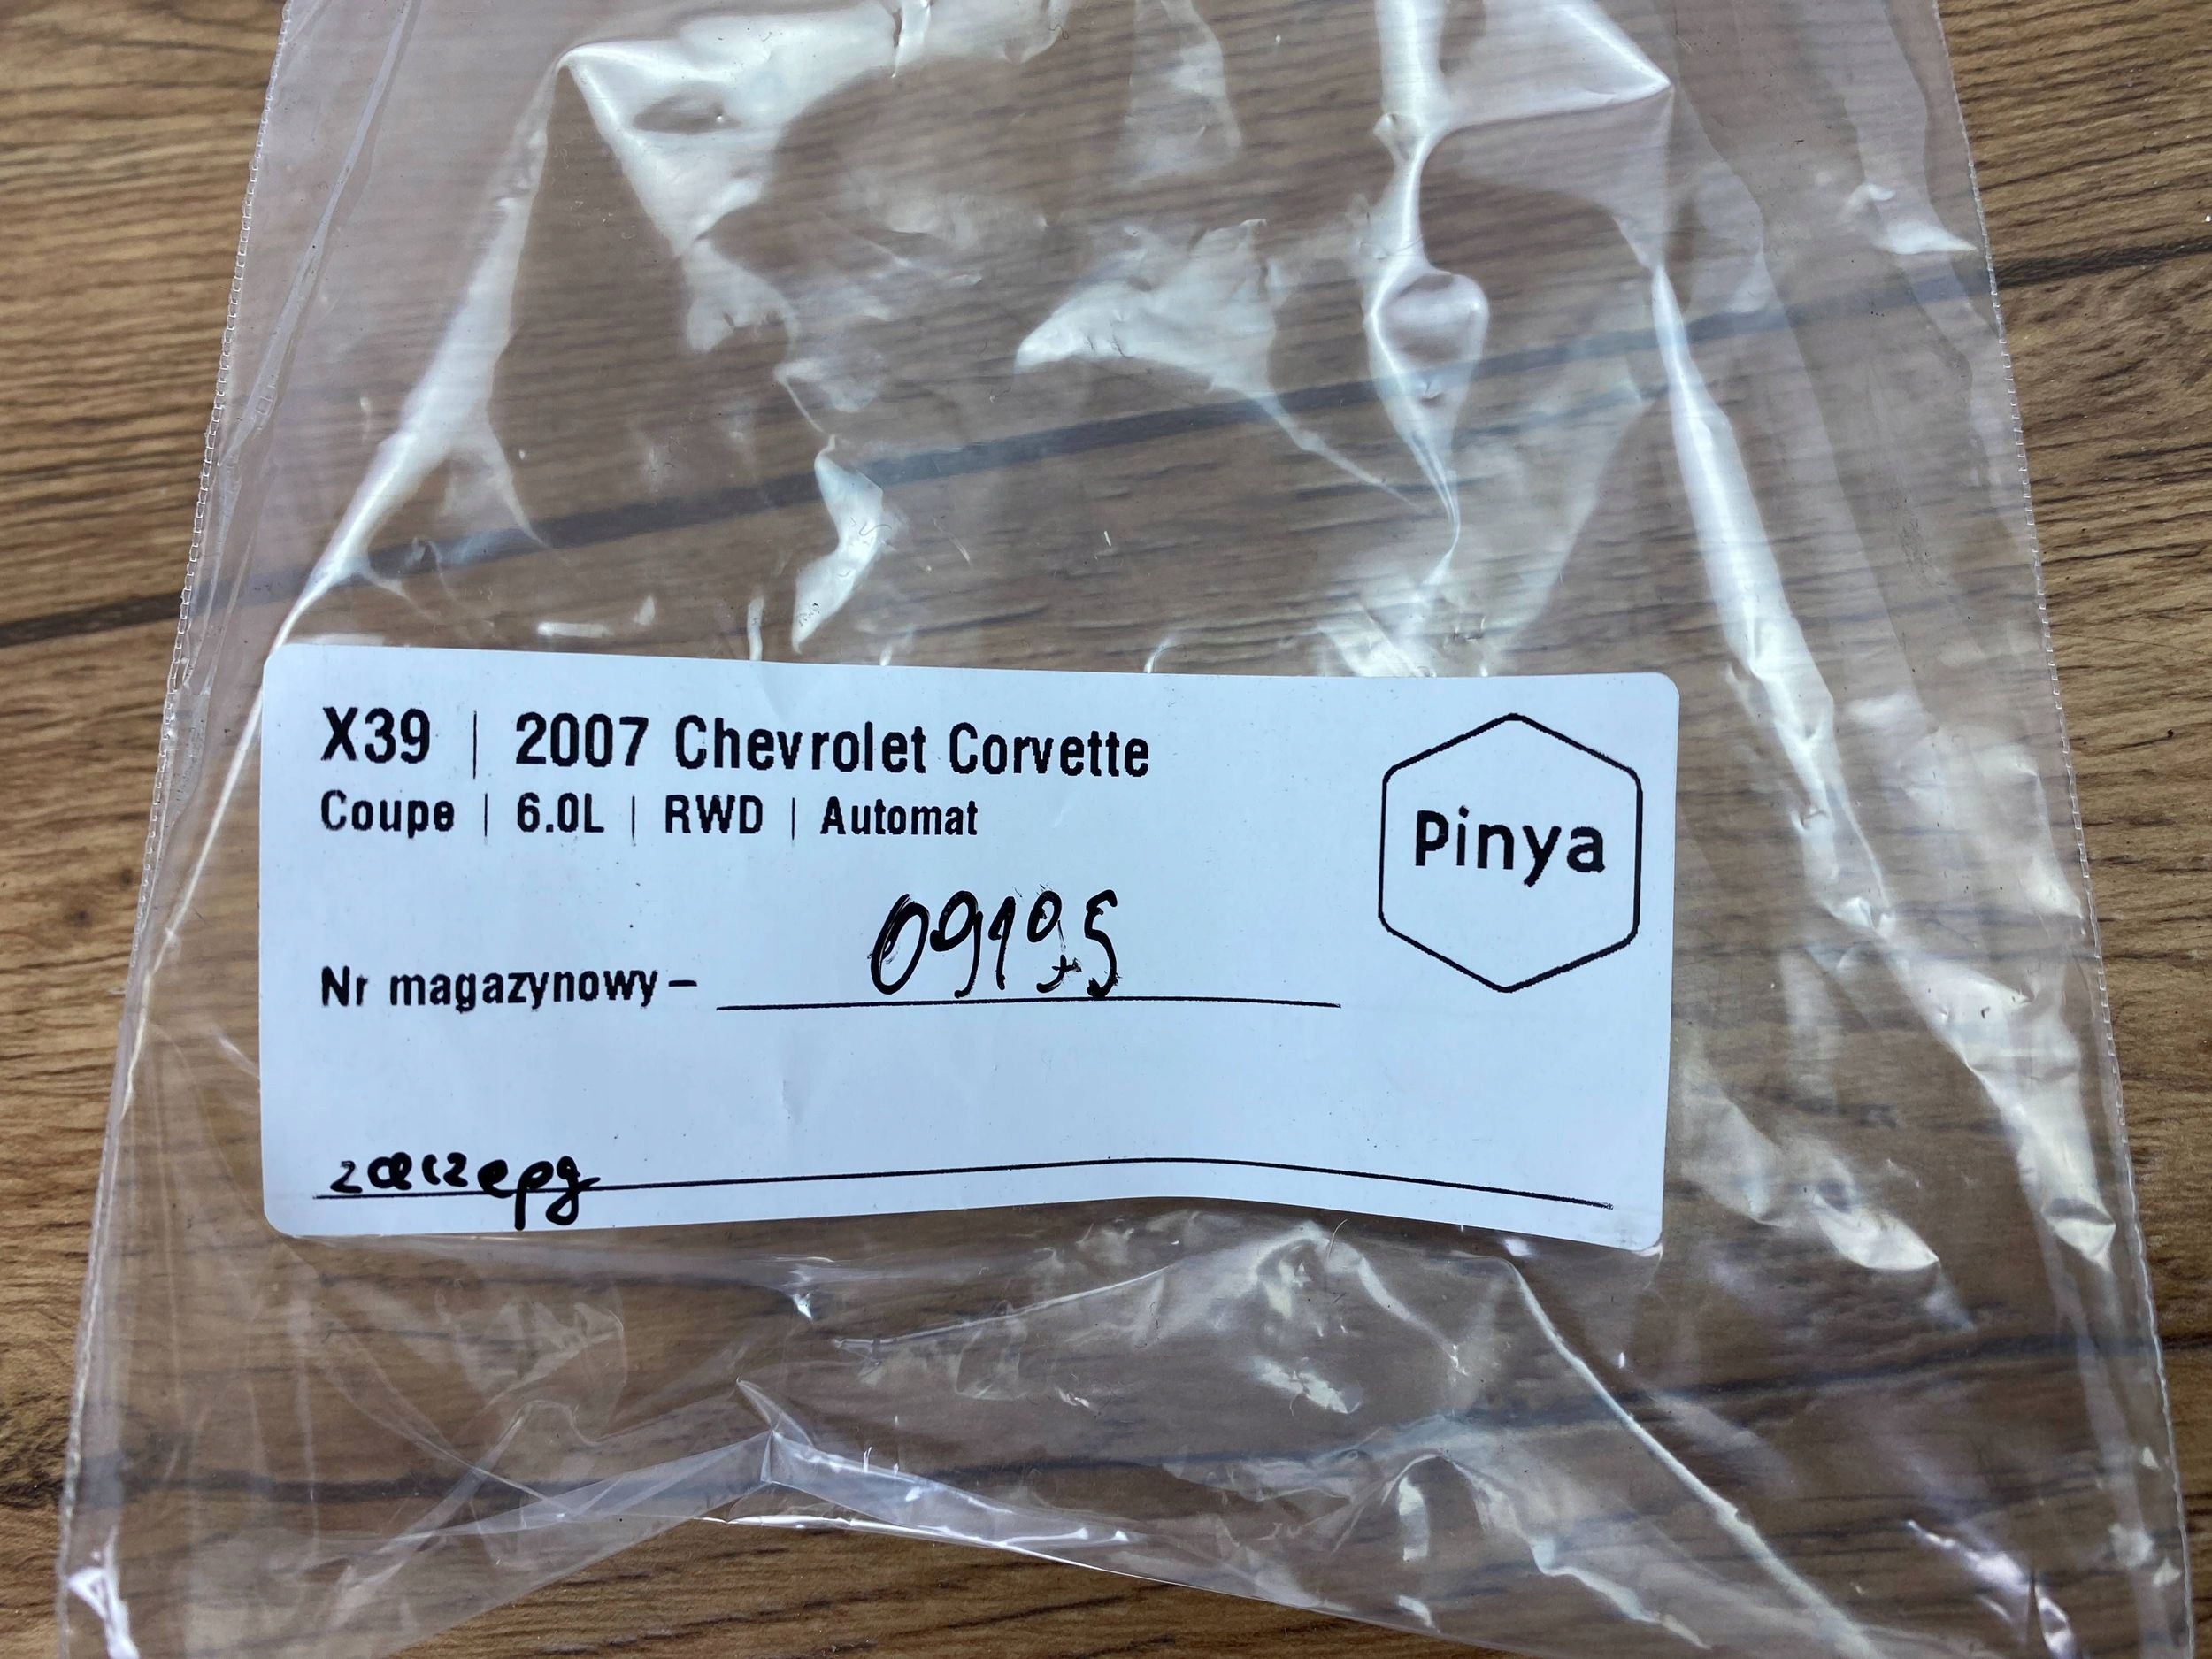 X39 | 2007 Chevrolet Corvette
Coupe | 6.0L | RWD | Automat
Pinya
Nr magazynowy – 09195